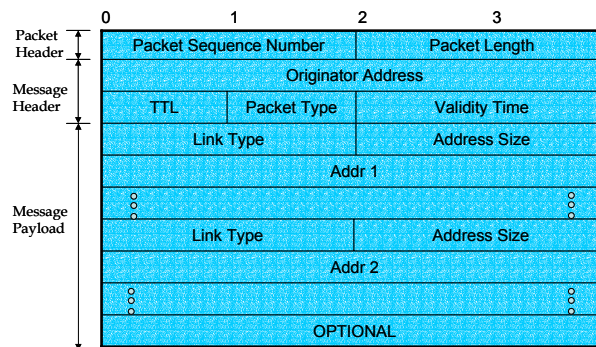 0 1 2 3
Packet Header
Packet Sequence Number Packet Length
Message Header
Originator Address
TTL Packet Type Validity Time
Message Payload
Link Type Address Size
Addr 1
Link Type Address Size
Addr 2
OPTIONAL